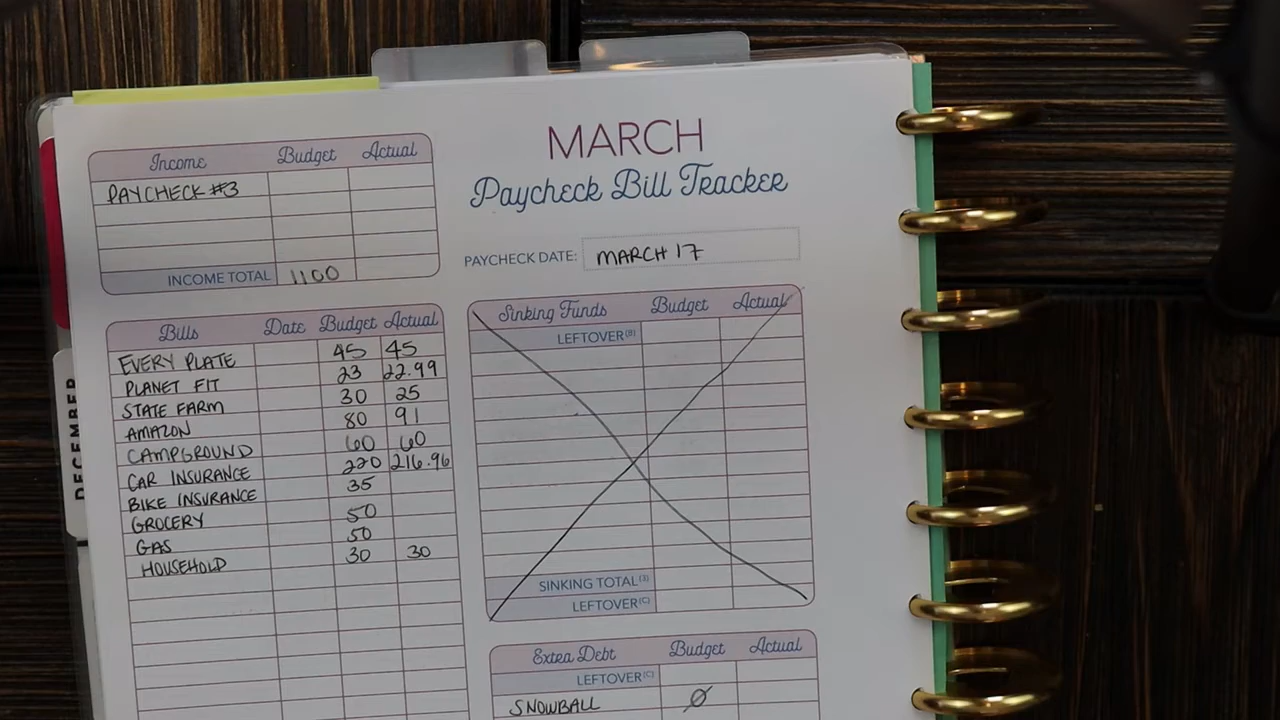 MARCH
Paycheck Bill Tracker
PAYCHECK DATE: MARCH 17
Income Budget Actual
PAYCHECK #3
INCOME TOTAL 1100
Bills Date Budget Actual
EVERY PLATE 45 45
PLANET FIT 23 22.99
STATE FARM 30 25
AMAZON 80 91
CAMPGROUND 60 60
CAR INSURANCE 220 216.96
BIKE INSURANCE 35
GROCERY 50
GAS 50
HOUSEHOLD 30 30
Sinking Funds Budget Actual
LEFTOVER(B)
SINKING TOTAL(3)
LEFTOVER(C)
Extra Debt Budget Actual
LEFTOVER(C)
SNOWBALL 0
DECEMBER